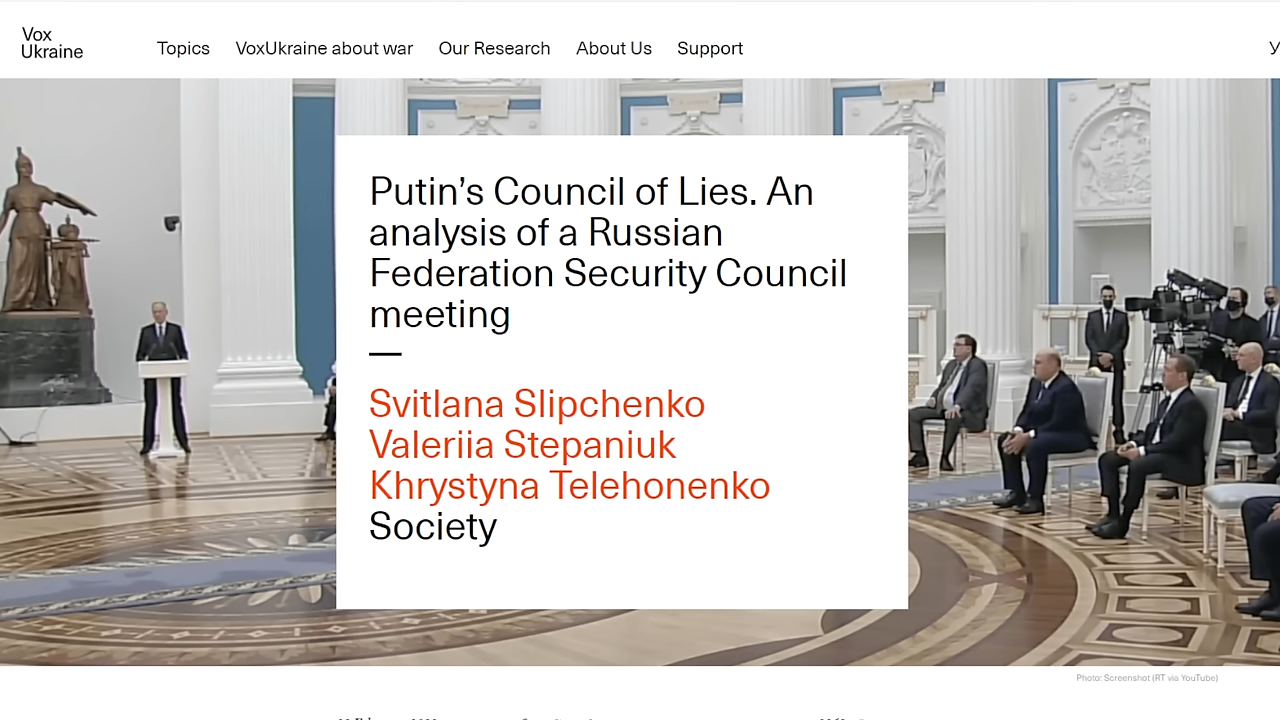 Vox
Ukraine
Topics VoxUkraine about war Our Research About Us Support
Putin’s Council of Lies. An
analysis of a Russian
Federation Security Council
meeting
Svitlana Slipchenko
Valeriia Stepaniuk
Khrystyna Telehonenko
Society
Photo: Screenshot (RT via YouTube)